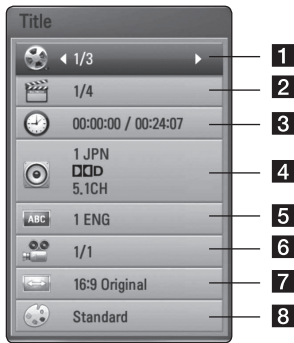 Title
1/3
1
1/4
2
00:00:00 / 00:24:07
3
1 JPN
D
5.1CH
4
ABC
1 ENG
5
1/1
6
16:9 Original
7
Standard
8